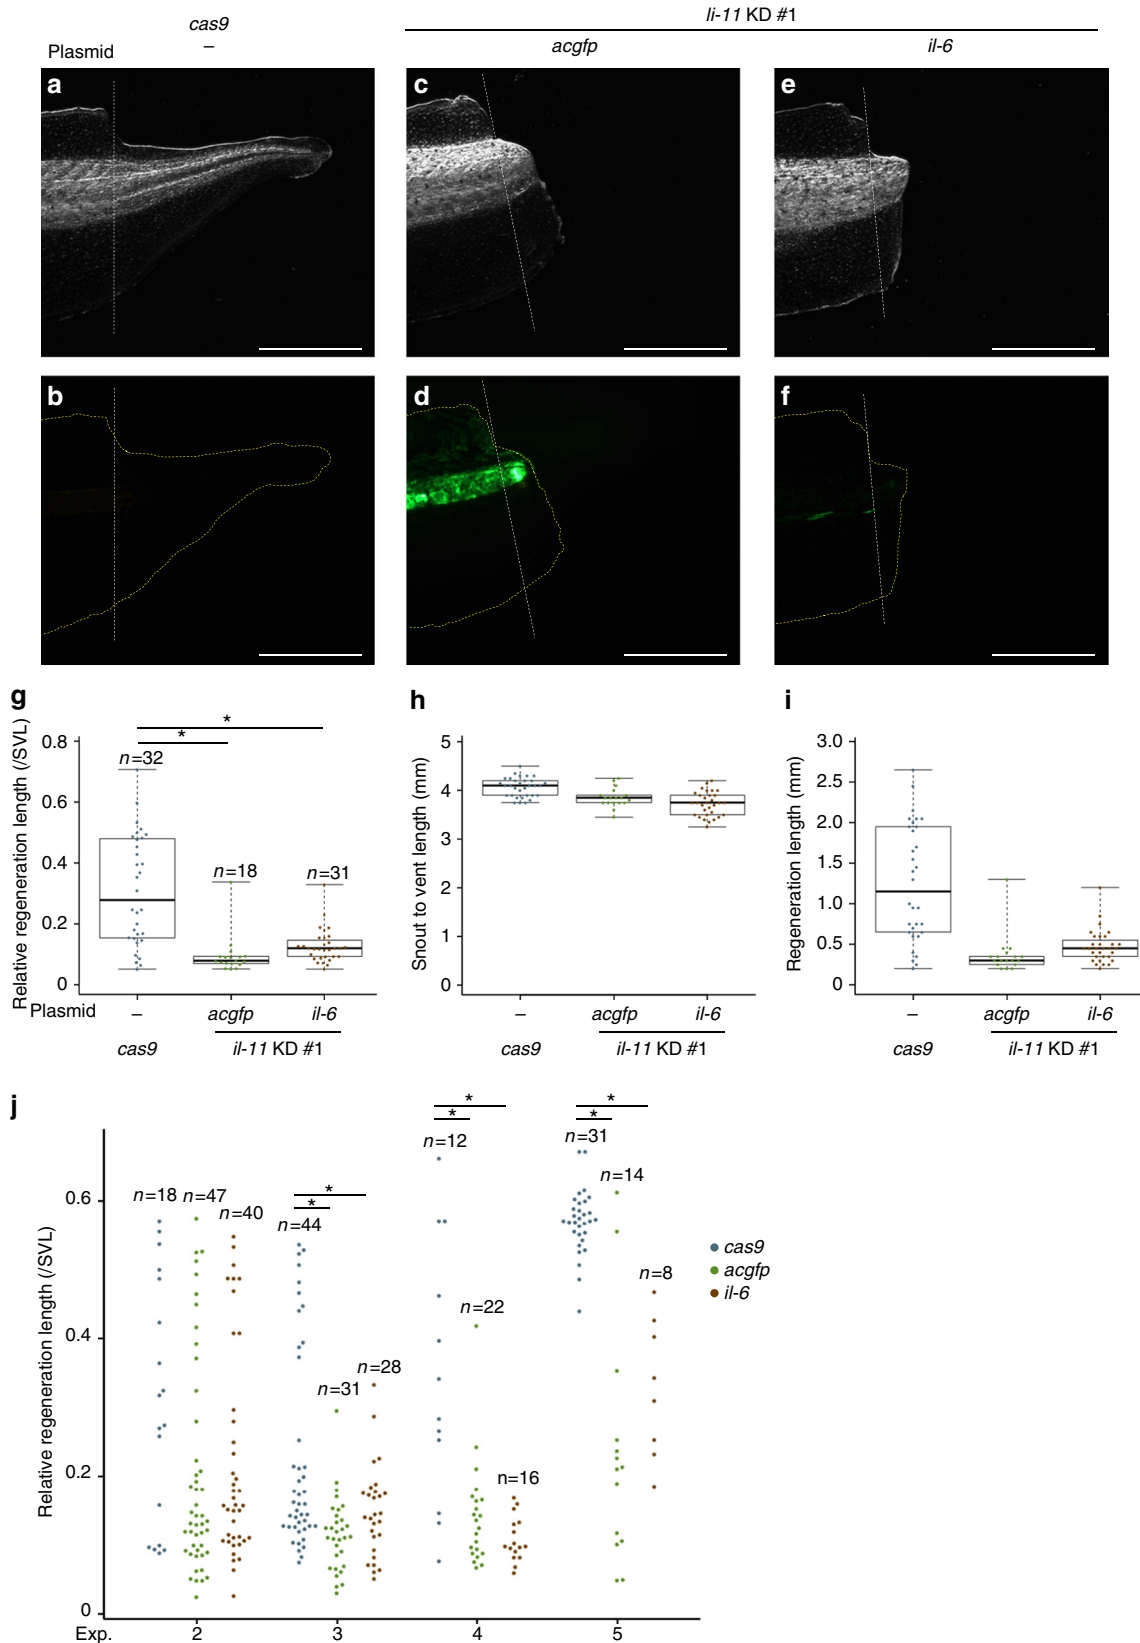 cas9
li-11 KD #1
Plasmid – acgfp il-6
a c e
b d f
g h i
Relative regeneration length (/SVL)
0.8
0.6
0.4
0.2
0
*
*
n=32
n=18
n=31
Plasmid – acgfp il-6
cas9 il-11 KD #1
Snout to vent length (mm)
5
4
3
2
1
0
– acgfp il-6
cas9 il-11 KD #1
Regeneration length (mm)
3.0
2.5
2.0
1.5
1.0
0.5
0
– acgfp il-6
cas9 il-11 KD #1
j
Relative regeneration length (/SVL)
0.6
0.4
0.2
0
n=18 n=47
n=40
*
*
n=44
n=31
n=28
*
*
n=12
n=22
n=16
*
*
n=31
n=14
n=8
cas9
acgfp
il-6
Exp. 2 3 4 5